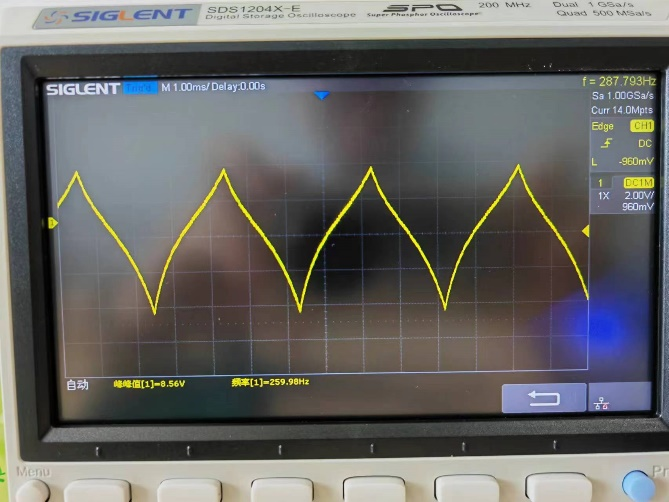 SIGLENT SDS1204X-E
Digital Storage Oscilloscope
SPO
Super Phosphor Oscilloscope
200 MHz
Dual 1 GSa/s
Quad 500 MSa/s
SIGLENT Trig'd M 1.00ms/ Delay:0.00s
f = 287.793Hz
Sa 1.00GSa/s
Curr 14.0Mpts
Edge CH1
DC
L -960mV
1 DC1M
1X 2.00V/
960mV
自动 峰峰值[1]=8.56V 频率[1]=259.98Hz
Menu